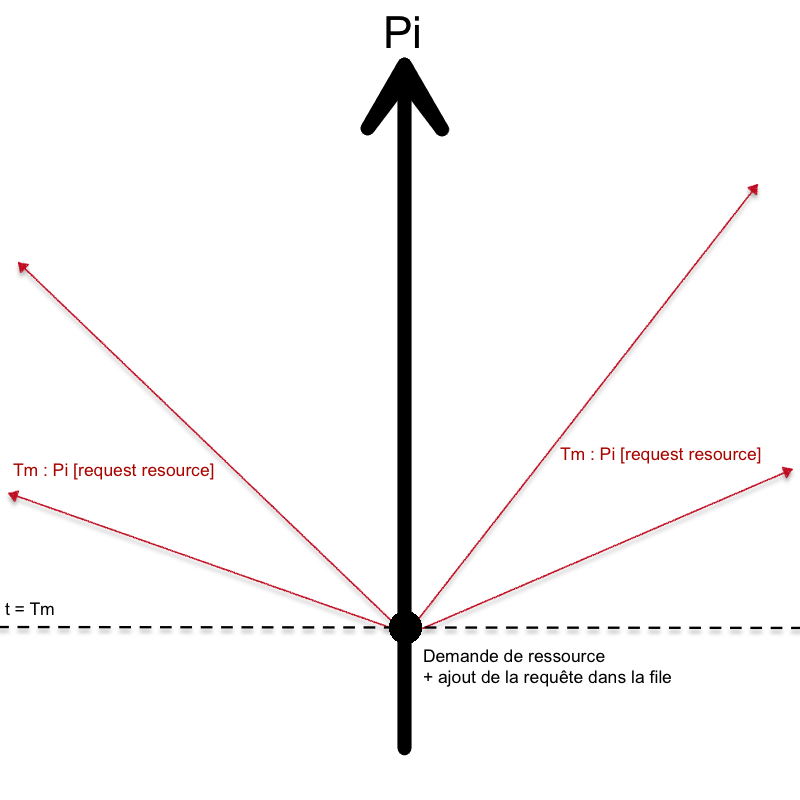 Pi
Tm : Pi [request resource]
Tm : Pi [request resource]
t = Tm
Demande de ressource
+ ajout de la requête dans la file